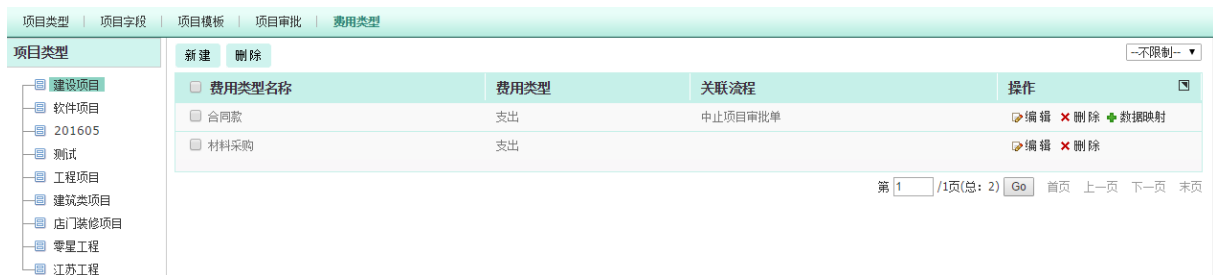 项目类型 | 项目字段 | 项目模板 | 项目审批 | 费用类型
项目类型
建设项目
软件项目
201605
测试
工程项目
建筑类项目
店门装修项目
零星工程
江苏工程
新建 删除
--不限制--
费用类型名称 费用类型 关联流程 操作
合同款 支出 中止项目审批单 编辑 删除 数据映射
材料采购 支出 编辑 删除
第 1 /1页(总: 2) Go 首页 上一页 下一页 末页